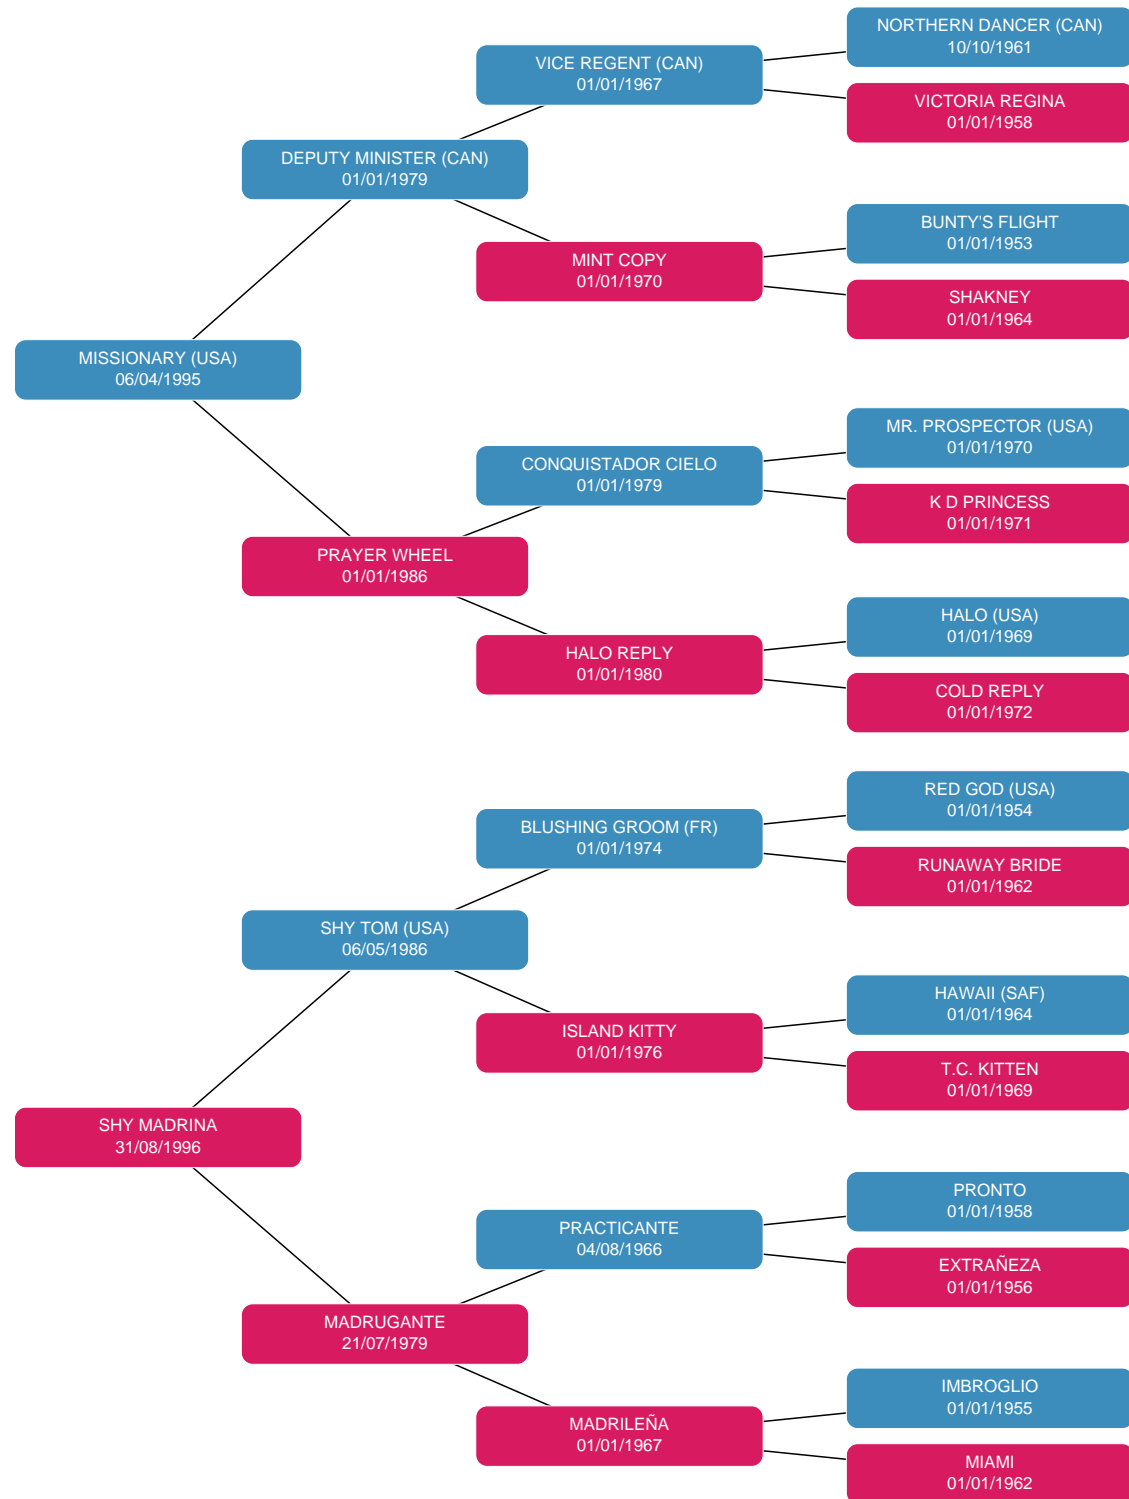 NORTHERN DANCER (CAN)
10/10/1961
VICE REGENT (CAN)
01/01/1967
VICTORIA REGINA
01/01/1958
DEPUTY MINISTER (CAN)
01/01/1979
BUNTY'S FLIGHT
01/01/1953
MINT COPY
01/01/1970
SHAKNEY
01/01/1964
MISSIONARY (USA)
06/04/1995
MR. PROSPECTOR (USA)
01/01/1970
CONQUISTADOR CIELO
01/01/1979
K D PRINCESS
01/01/1971
PRAYER WHEEL
01/01/1986
HALO (USA)
01/01/1969
HALO REPLY
01/01/1980
COLD REPLY
01/01/1972
RED GOD (USA)
01/01/1954
BLUSHING GROOM (FR)
01/01/1974
RUNAWAY BRIDE
01/01/1962
SHY TOM (USA)
06/05/1986
HAWAII (SAF)
01/01/1964
ISLAND KITTY
01/01/1976
T.C. KITTEN
01/01/1969
SHY MADRINA
31/08/1996
PRONTO
01/01/1958
PRACTICANTE
04/08/1966
EXTRAÑEZA
01/01/1956
MADRUGANTE
21/07/1979
IMBROGLIO
01/01/1955
MADRILEÑA
01/01/1967
MIAMI
01/01/1962